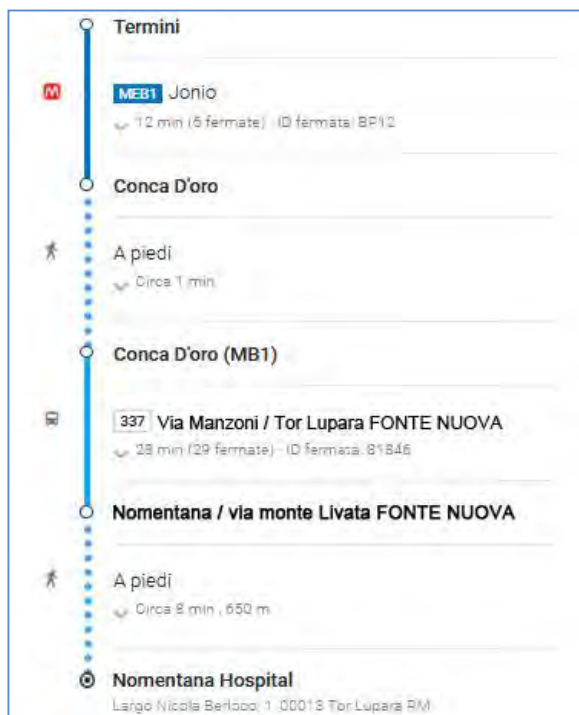 Termini
M
MEB1 Jonio
12 min (6 fermate) · ID fermata: BP12
Conca D'oro
A piedi
Circa 1 min
Conca D'oro (MB1)
337 Via Manzoni / Tor Lupara FONTE NUOVA
28 min (29 fermate) · ID fermata: 81846
Nomentana / via monte Livata FONTE NUOVA
A piedi
Circa 8 min , 650 m
Nomentana Hospital
Largo Nicola 1, 00013 Tor Lupara RM